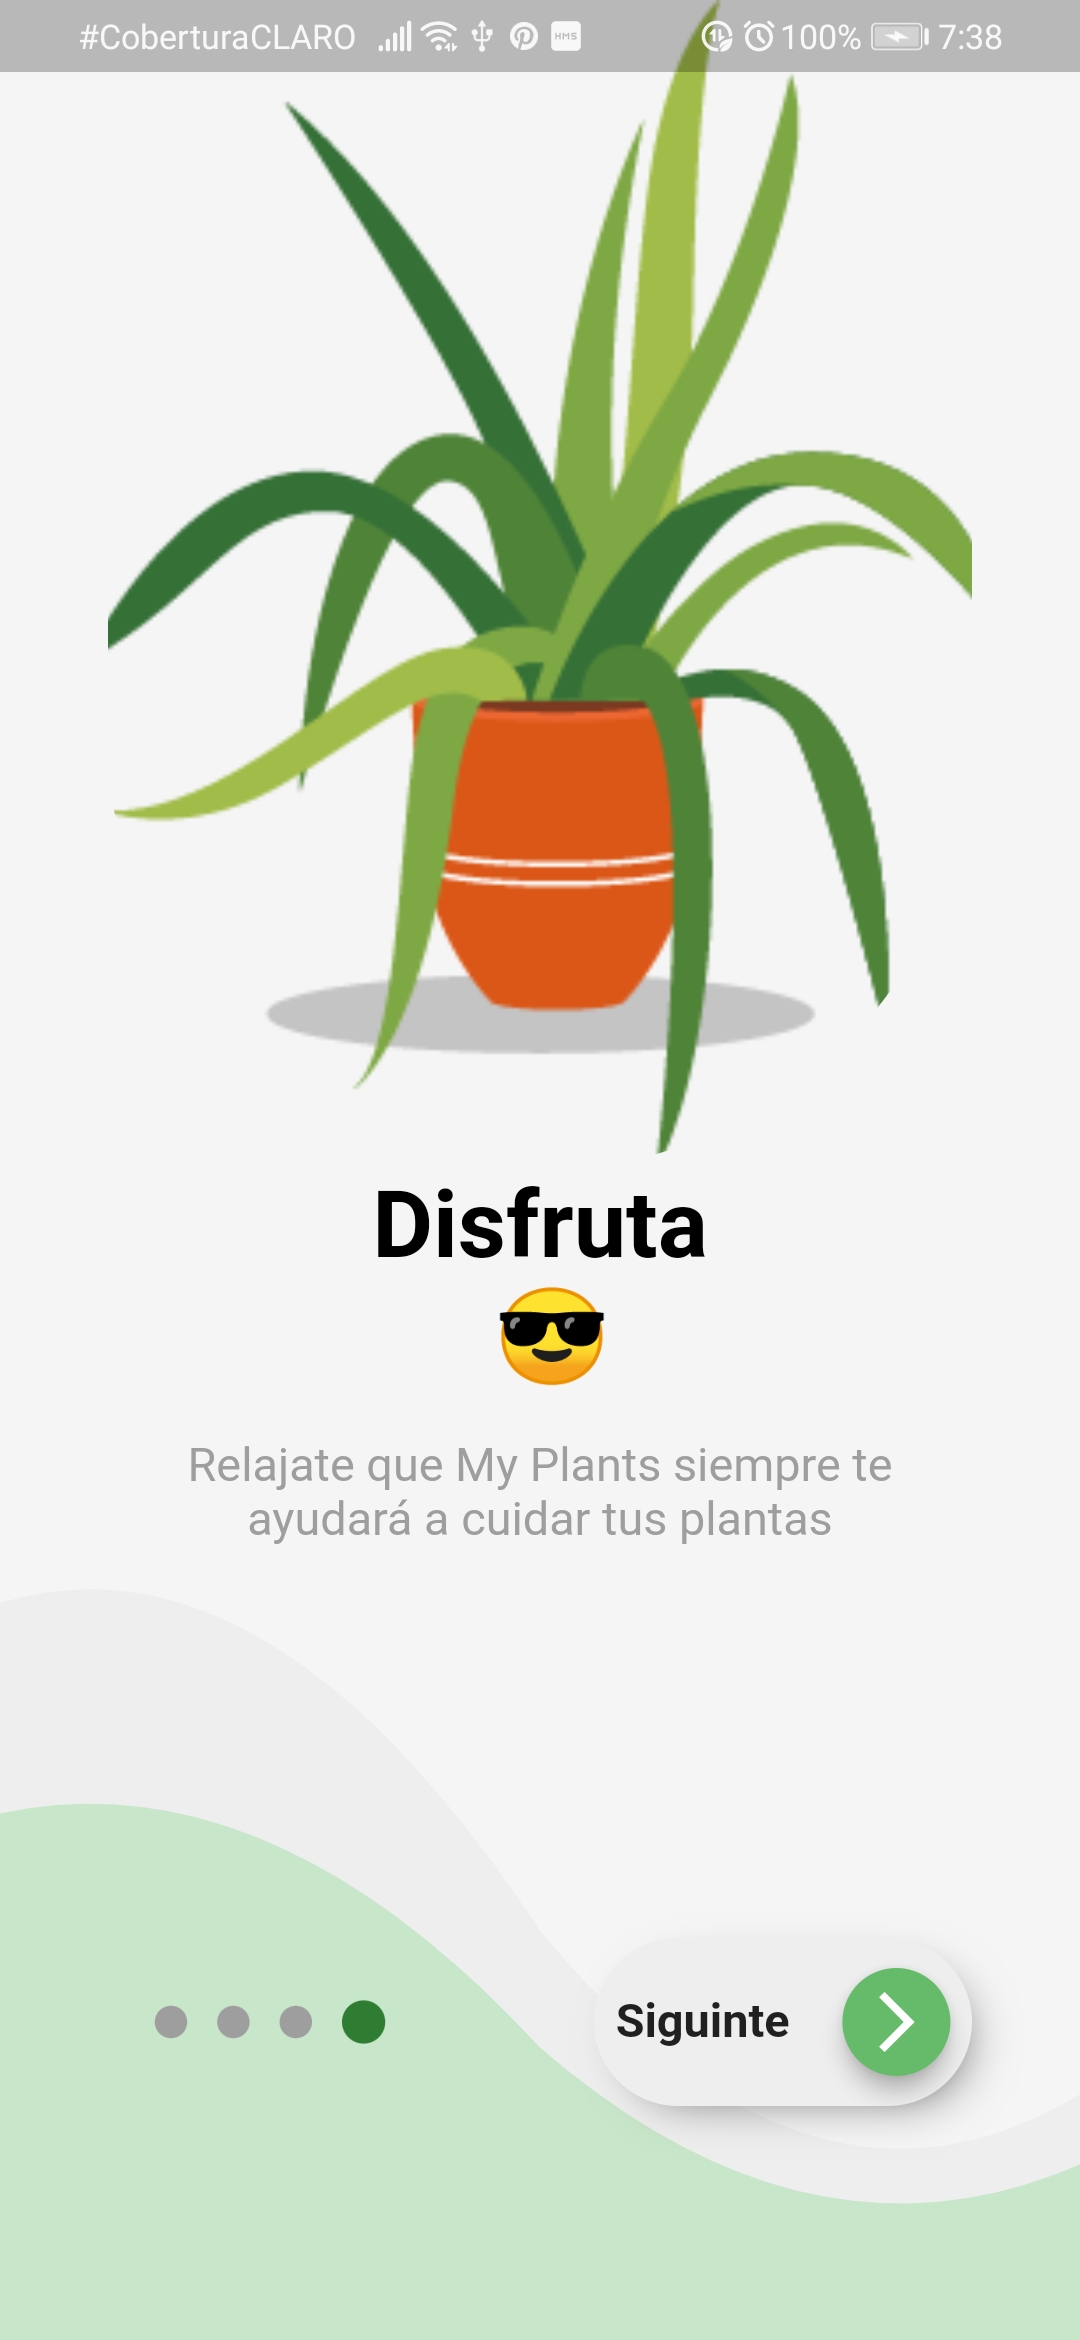 #CoberturaCLARO HMS 100% 7:38
Disfruta
😎
Relajate que My Plants siempre te
ayudará a cuidar tus plantas
Siguinte